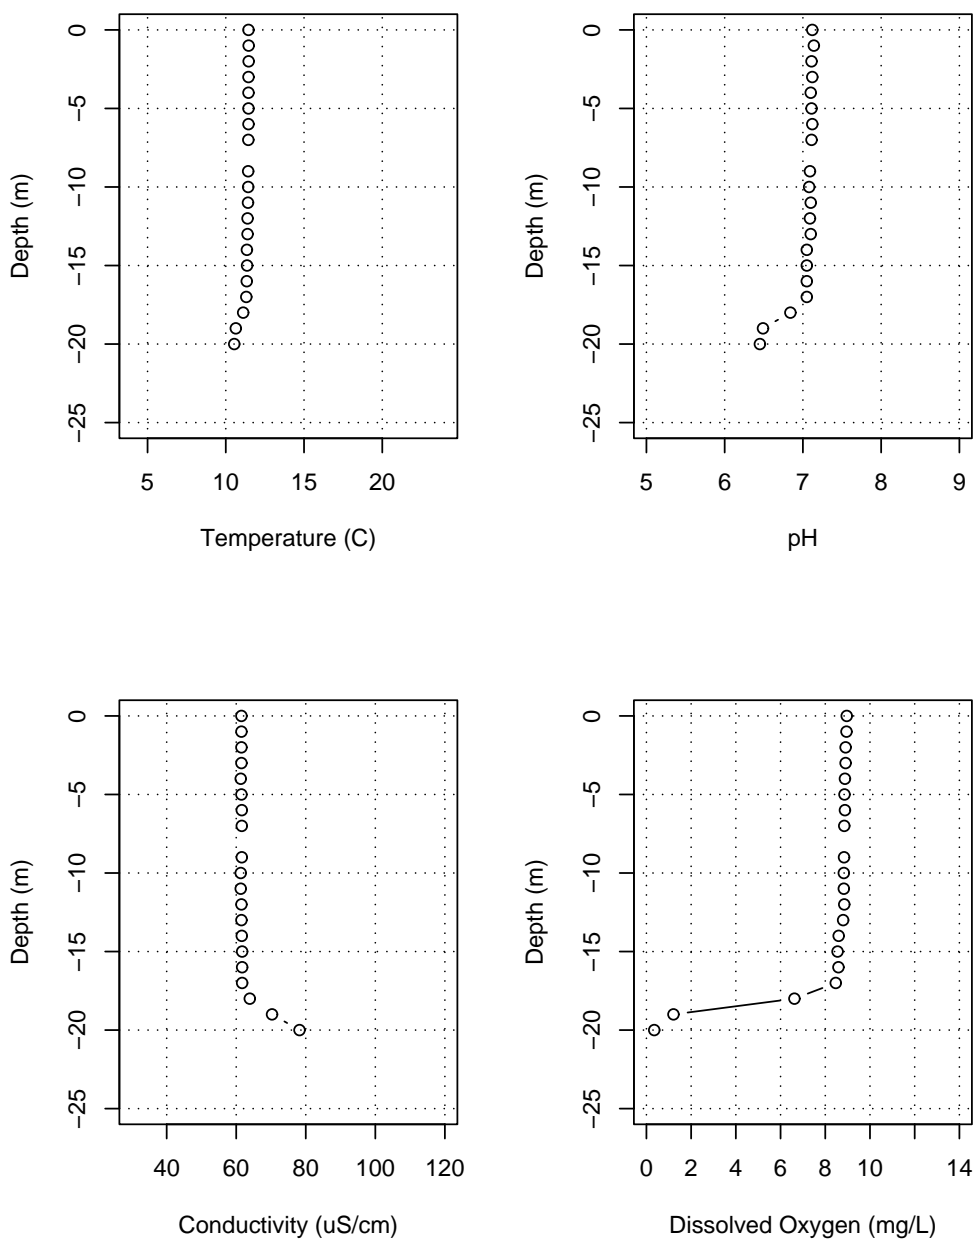 0
−5
−10
−15
−20
−25
Depth (m)
5 10 15 20
Temperature (C)
0
−5
−10
−15
−20
−25
Depth (m)
5 6 7 8 9
pH
0
−5
−10
−15
−20
−25
Depth (m)
40 60 80 100 120
Conductivity (uS/cm)
0
−5
−10
−15
−20
−25
Depth (m)
0 2 4 6 8 10 14
Dissolved Oxygen (mg/L)